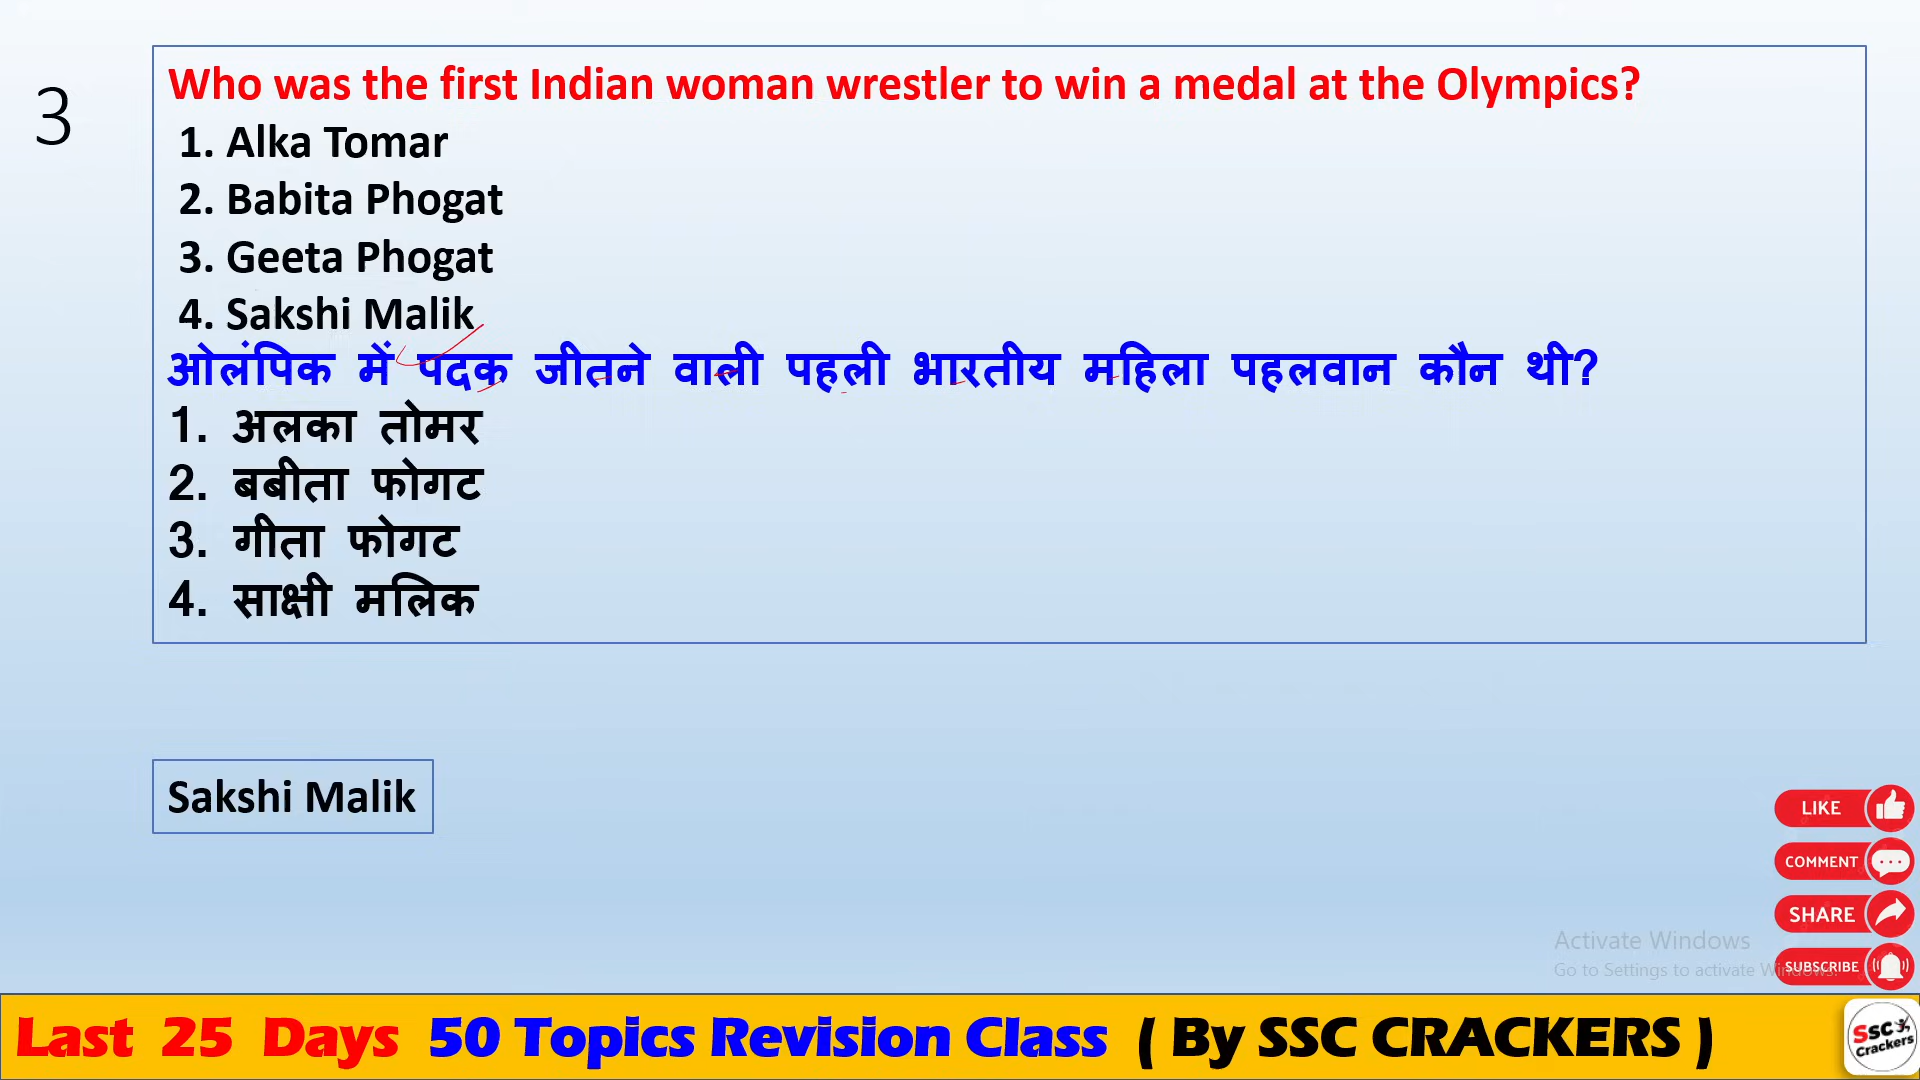 3
Who was the first Indian woman wrestler to win a medal at the Olympics?
1. Alka Tomar
2. Babita Phogat
3. Geeta Phogat
4. Sakshi Malik
ओलंपिक में पदक जीतने वाली पहली भारतीय महिला पहलवान कौन थी?
1. अलका तोमर
2. बबीता फोगट
3. गीता फोगट
4. साक्षी मलिक
Sakshi Malik
LIKE
COMMENT
SHARE
SUBSCRIBE
Activate Windows
Go to Settings to activate Windows.
Last 25 Days 50 Topics Revision Class ( By SSC CRACKERS )
SSC
Crackers